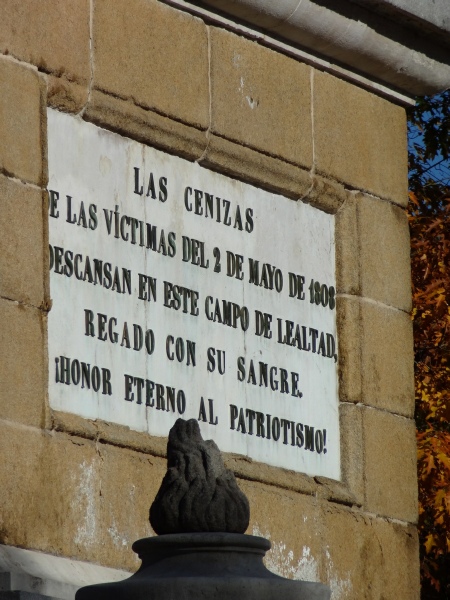 LAS CENIZAS
DE LAS VÍCTIMAS DEL 2 DE MAYO DE 1808
DESCANSAN EN ESTE CAMPO DE LEALTAD,
REGADO CON SU SANGRE.
¡HONOR ETERNO AL PATRIOTISMO!